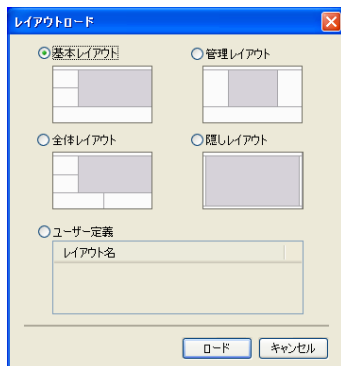 レイアウトロード
基本レイアウト
管理レイアウト
全体レイアウト
隠しレイアウト
ユーザー定義
レイアウト名
ロード
キャンセル